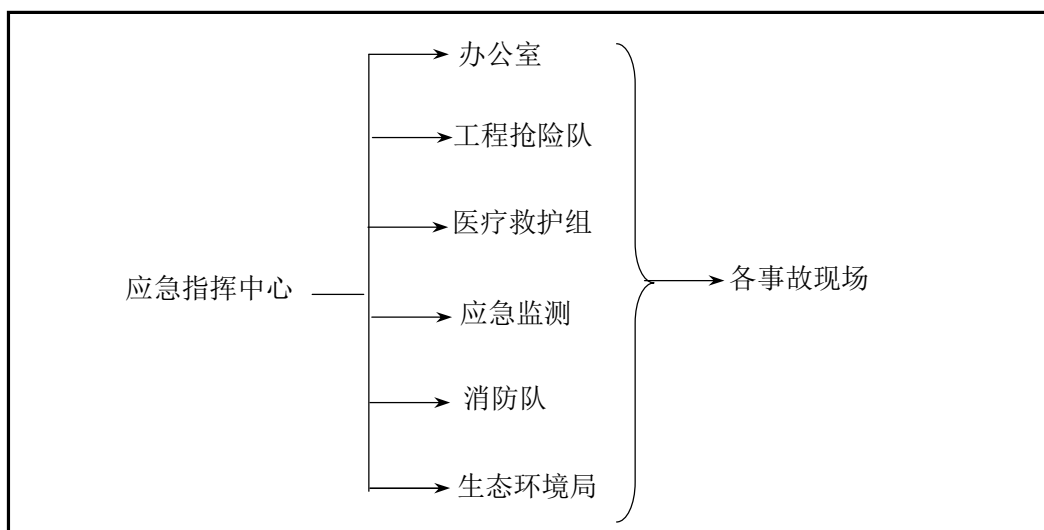 办公室
工程抢险队
医疗救护组
应急指挥中心
各事故现场
应急监测
消防队
生态环境局